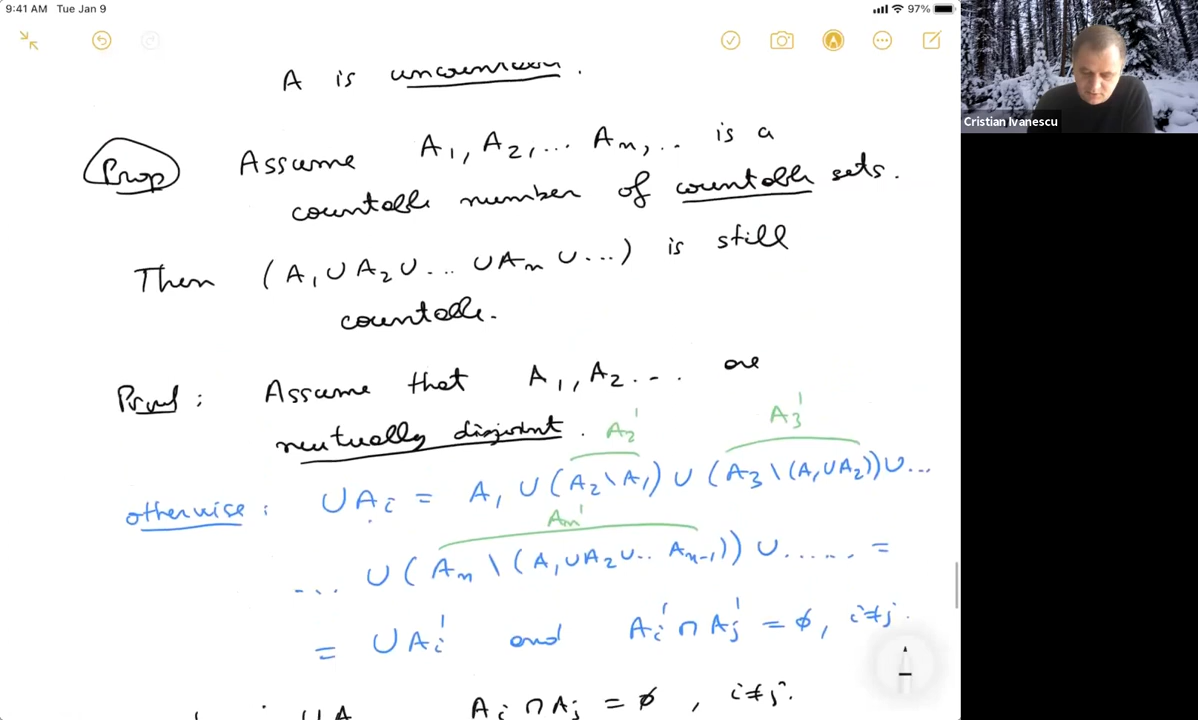 9:41 AM Tue Jan 9
97%
Cristian Ivanescu
A is
Prop Assume A₁, A₂, ... Aₙ, .. is a
countable number of countable sets.
Then (A₁ ∪ A₂ ∪ ... ∪ Aₙ ∪ ...) is still
countable.
Proof : Assume that A₁, A₂ ... are
mutually disjoint . A₂' A₃'
otherwise : ∪ Aᵢ = A₁ ∪ (A₂ \ A₁) ∪ (A₃ \ (A₁ ∪ A₂)) ∪ ...
Aₙ'
... ∪ (Aₙ \ (A₁ ∪ A₂ ∪ .. Aₙ₋₁)) ∪ ...... =
= ∪ Aᵢ' and Aᵢ' ∩ Aⱼ' = ∅, i ≠ j.
Aᵢ ∩ Aⱼ = ∅ , i ≠ j.